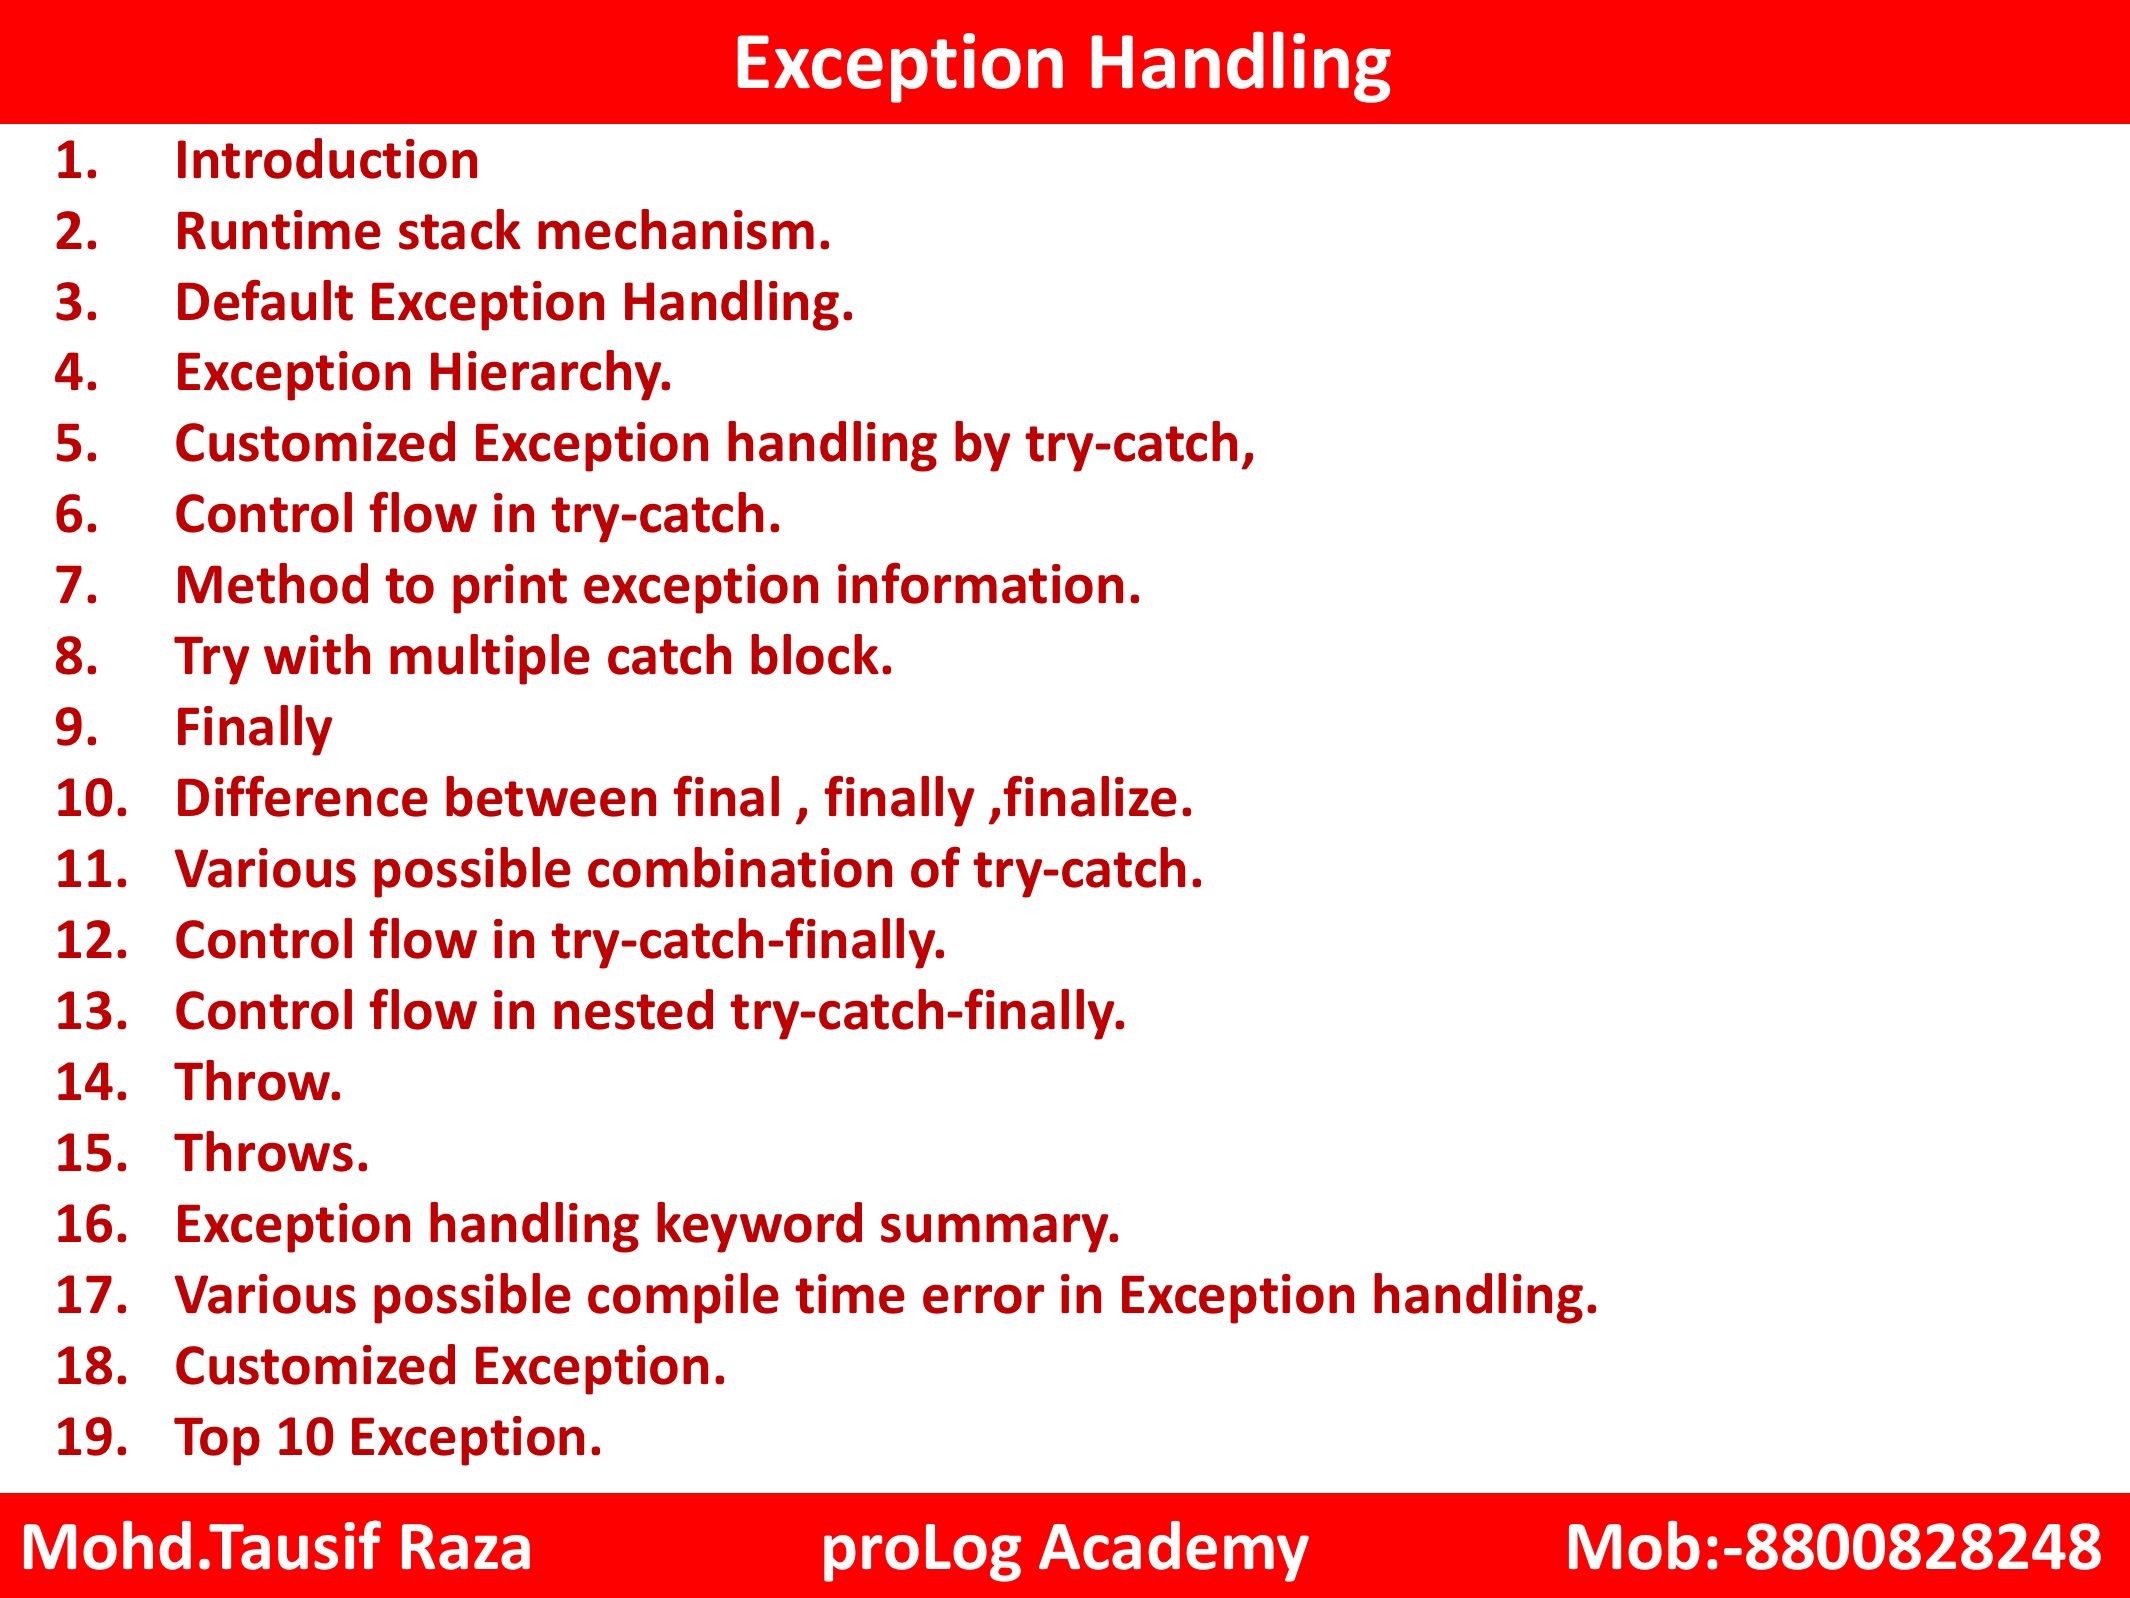 Exception Handling
1. Introduction
2. Runtime stack mechanism.
3. Default Exception Handling.
4. Exception Hierarchy.
5. Customized Exception handling by try-catch,
6. Control flow in try-catch.
7. Method to print exception information.
8. Try with multiple catch block.
9. Finally
10. Difference between final , finally ,finalize.
11. Various possible combination of try-catch.
12. Control flow in try-catch-finally.
13. Control flow in nested try-catch-finally.
14. Throw.
15. Throws.
16. Exception handling keyword summary.
17. Various possible compile time error in Exception handling.
18. Customized Exception.
19. Top 10 Exception.
Mohd.Tausif Raza proLog Academy Mob:-8800828248